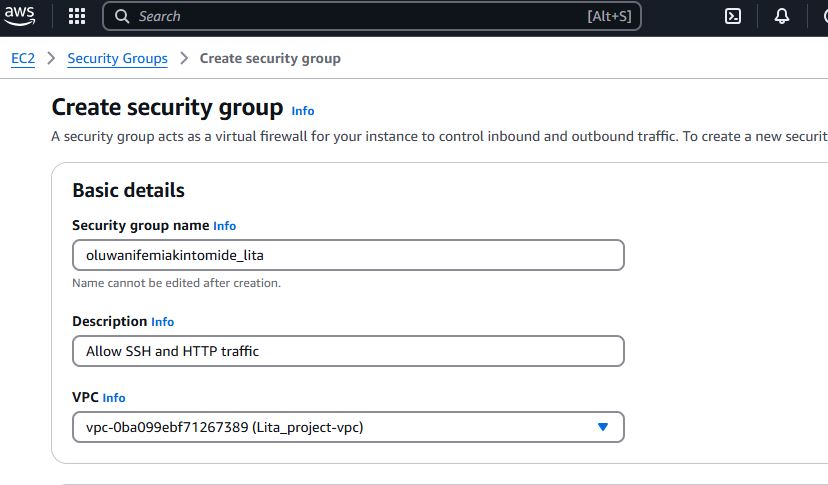 aws
Search [Alt+S]
EC2 > Security Groups > Create security group
Create security group Info
A security group acts as a virtual firewall for your instance to control inbound and outbound traffic. To create a new securit
Basic details
Security group name Info
oluwanifemiakintomide_lita
Name cannot be edited after creation.
Description Info
Allow SSH and HTTP traffic
VPC Info
vpc-0ba099ebf71267389 (Lita_project-vpc)